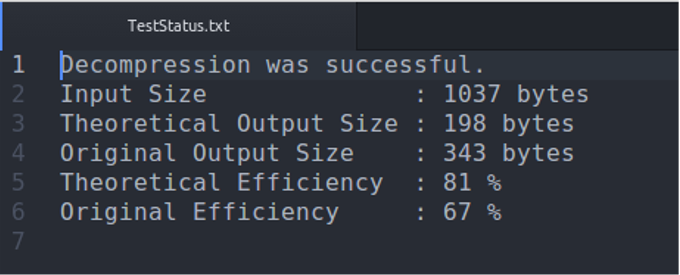 TestStatus.txt
1 Decompression was successful.
2 Input Size : 1037 bytes
3 Theoretical Output Size : 198 bytes
4 Original Output Size : 343 bytes
5 Theoretical Efficiency : 81 %
6 Original Efficiency : 67 %
7